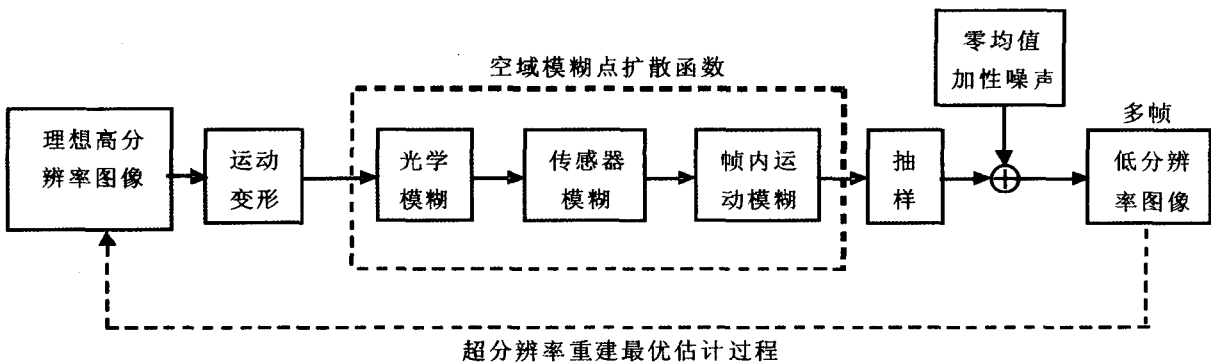 零均值
加性噪声
空域模糊点扩散函数
多帧
理想高分
辨率图像
运动
变形
光学
模糊
传感器
模糊
帧内运
动模糊
抽
样
低分辨
率图像
超分辨率重建最优估计过程